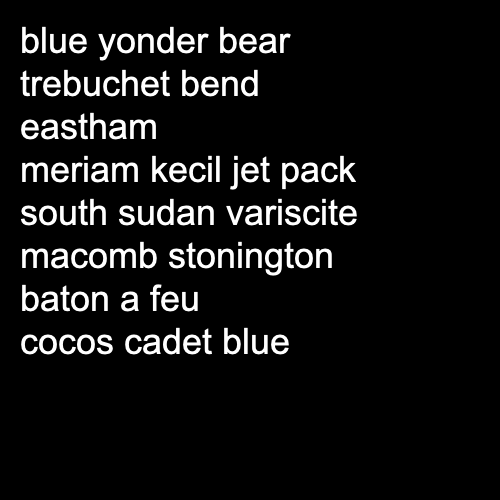 blue yonder bear
trebuchet bend
eastham
meriam kecil jet pack
south sudan variscite
macomb stonington
baton a feu
cocos cadet blue